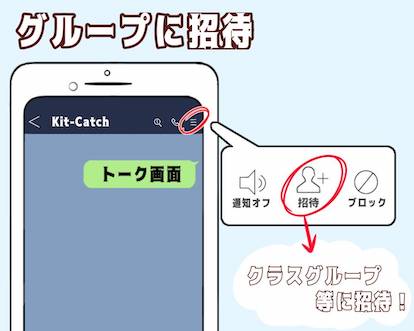 グループに招待
Kit-Catch
トーク画面
通知オフ
招待
ブロック
クラスグループ
等に招待！